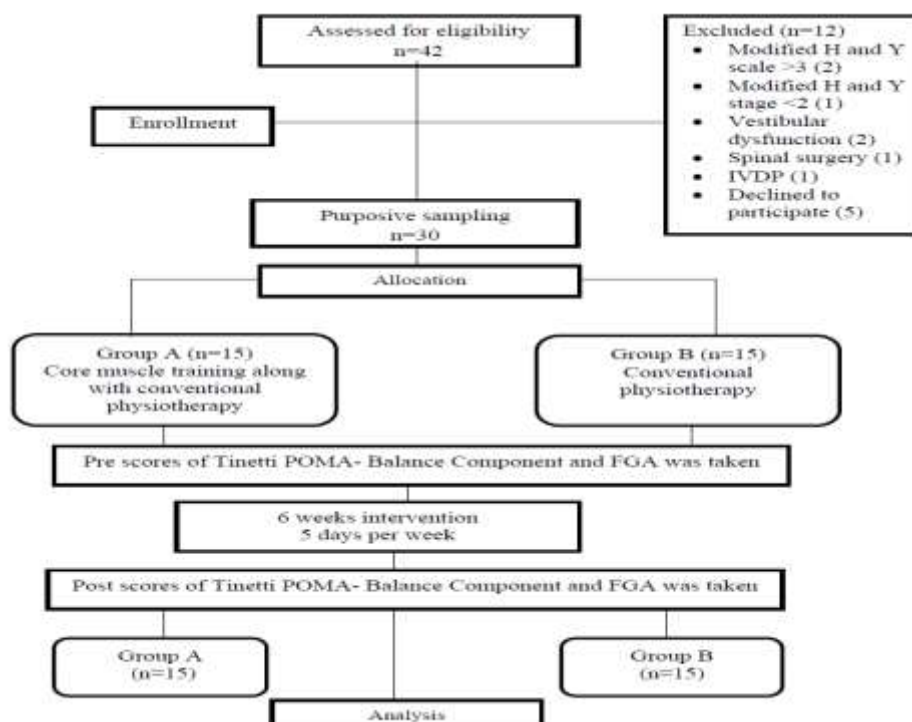 Assessed for eligibility
n=42
Excluded (n=12)
• Modified H and Y
scale >3 (2)
• Modified H and Y
stage <2 (1)
• Vestibular
dysfunction (2)
• Spinal surgery (1)
• IVDP (1)
• Declined to
participate (5)
Enrollment
Purposive sampling
n=30
Allocation
Group A (n=15)
Core muscle training along
with conventional
physiotherapy
Group B (n=15)
Conventional
physiotherapy
Pre scores of Tinetti POMA- Balance Component and FGA was taken
6 weeks intervention
5 days per week
Post scores of Tinetti POMA- Balance Component and FGA was taken
Group A
(n=15)
Group B
(n=15)
Analysis